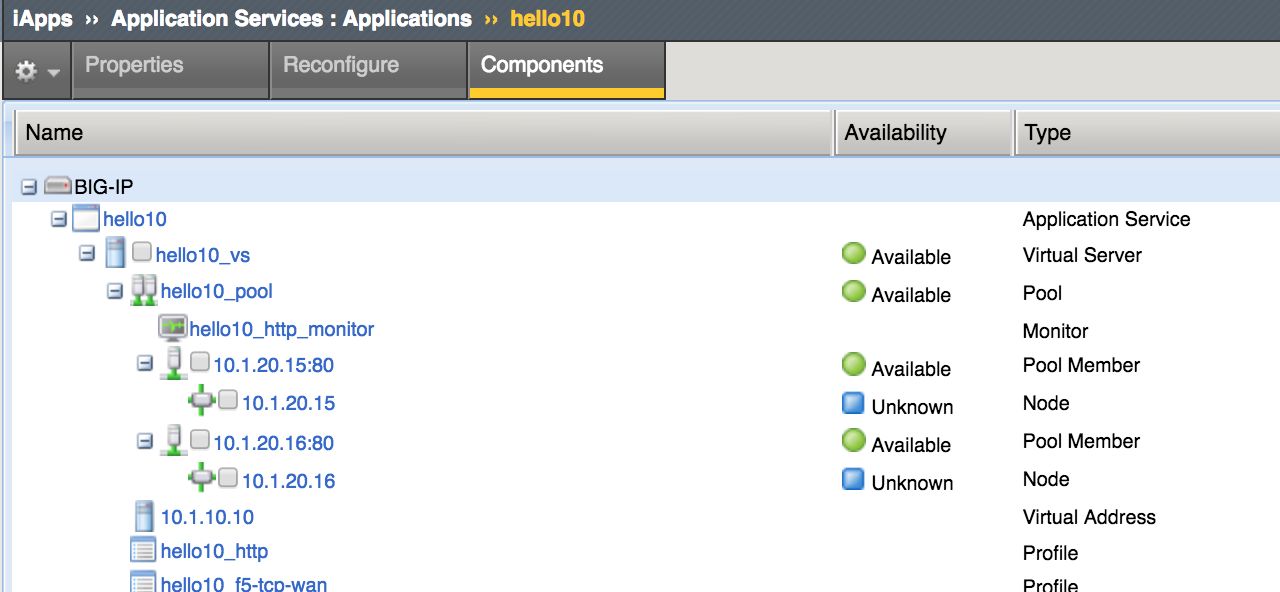 iApps ›› Application Services : Applications ›› hello10
Properties Reconfigure Components
Name Availability Type
BIG-IP
hello10 Application Service
hello10_vs Available Virtual Server
hello10_pool Available Pool
hello10_http_monitor Monitor
10.1.20.15:80 Available Pool Member
10.1.20.15 Unknown Node
10.1.20.16:80 Available Pool Member
10.1.20.16 Unknown Node
10.1.10.10 Virtual Address
hello10_http Profile
hello10_f5-tcp-wan Profile